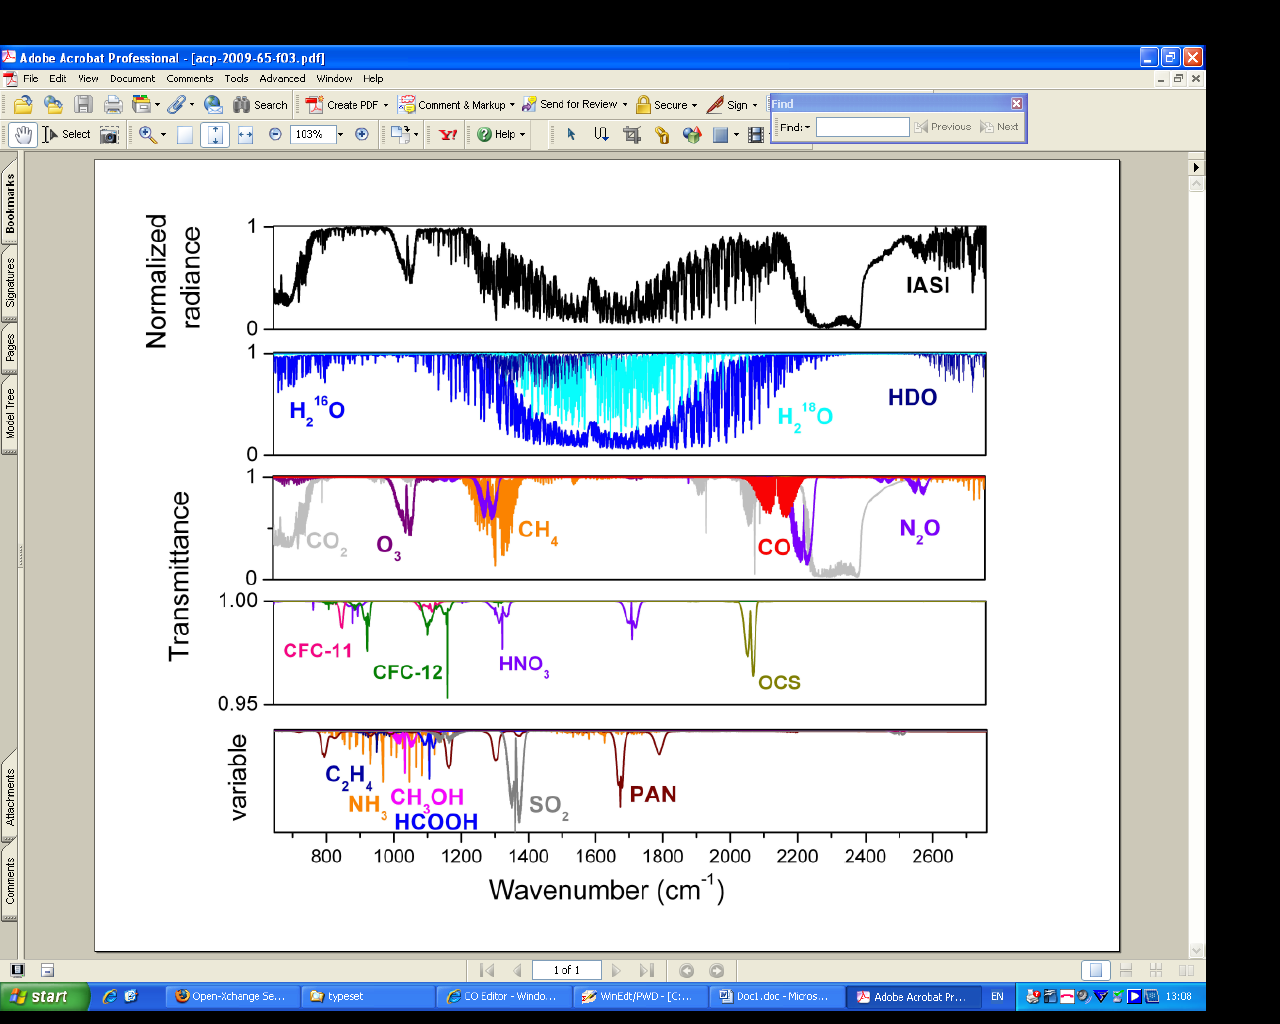 Adobe Acrobat Professional - [acp-2009-65-f03.pdf]
File Edit View Document Comments Tools Advanced Window Help
Search Create PDF Comment & Markup Send for Review Secure Sign
Find
Find: Previous Next
Select 103% Y! Help
Bookmarks
Signatures
Pages
Model Tree
Attachments
Comments
Normalized
radiance
1
0
IASI
1
0
H₂¹⁶O
H₂¹⁸O
HDO
Transmittance
1
0
CO₂
O₃
CH₄
CO
N₂O
1.00
0.95
CFC-11
CFC-12
HNO₃
OCS
variable
C₂H₄
NH₃
CH₃OH
HCOOH
SO₂
PAN
800 1000 1200 1400 1600 1800 2000 2200 2400 2600
Wavenumber (cm⁻¹)
1 of 1
start Open-Xchange Se... typeset CO Editor - Windo... WinEdt/PWD - [C:... Doc1.doc - Micros... Adobe Acrobat Pr... EN 13:08